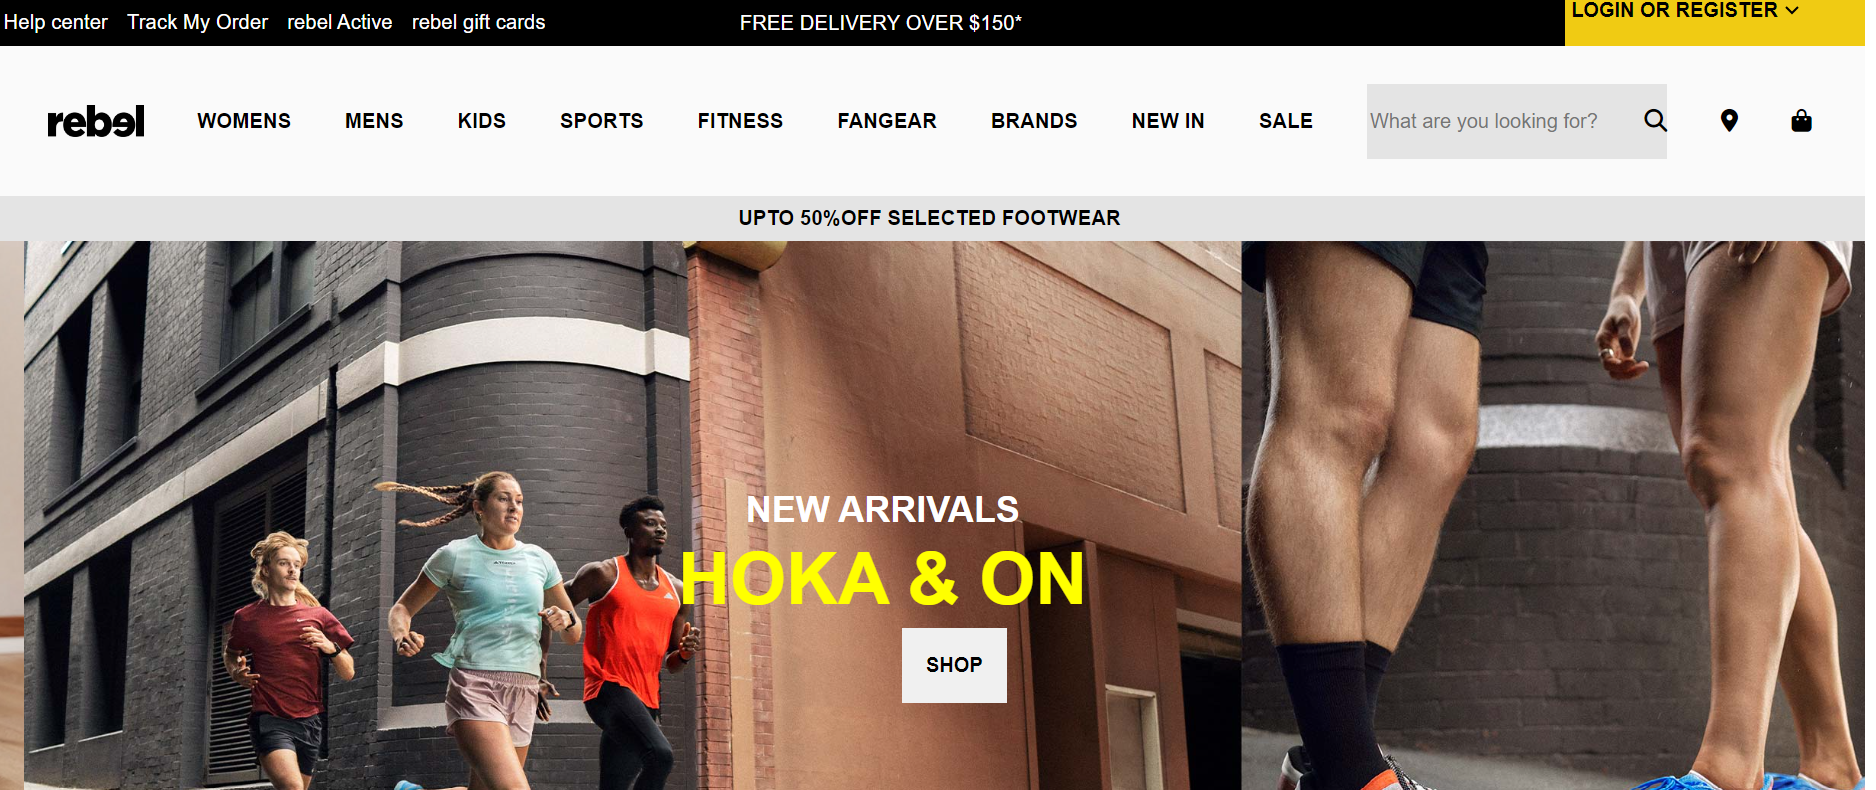 Help center Track My Order rebel Active rebel gift cards FREE DELIVERY OVER $150* LOGIN OR REGISTER
rebel WOMENS MENS KIDS SPORTS FITNESS FANGEAR BRANDS NEW IN SALE What are you looking for?
UPTO 50%OFF SELECTED FOOTWEAR
NEW ARRIVALS
HOKA & ON
SHOP